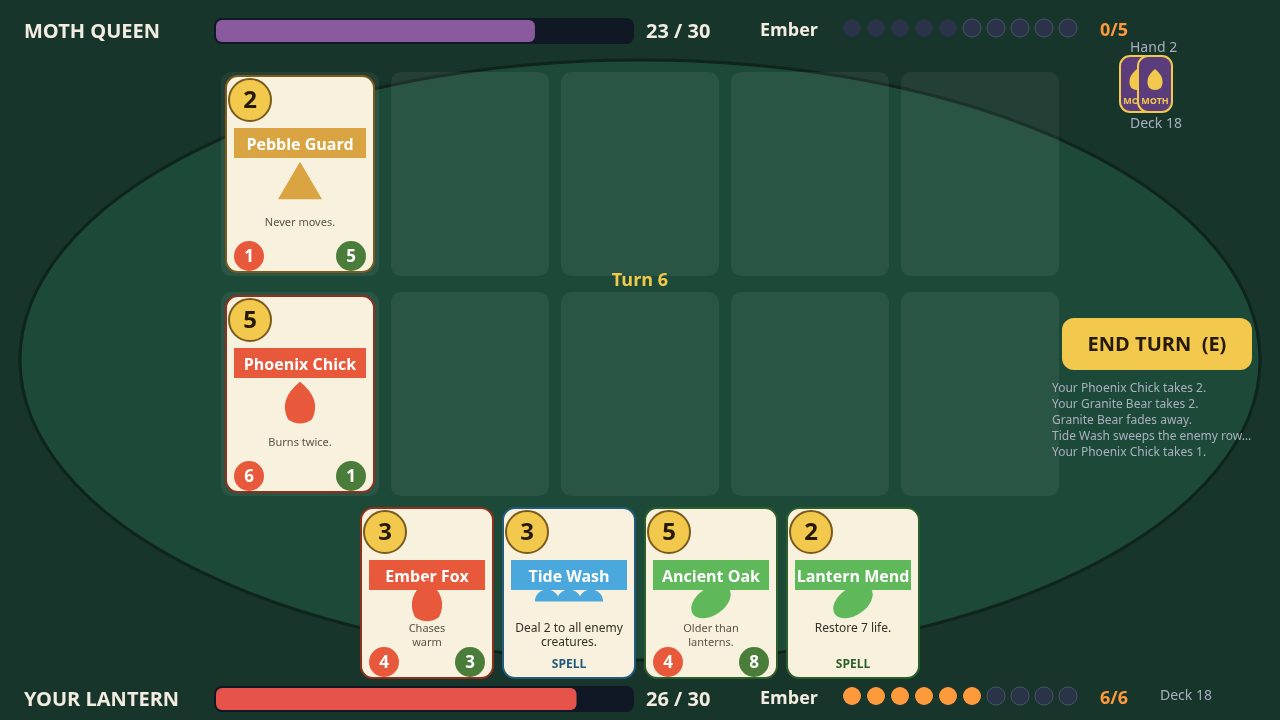 MOTH QUEEN
23 / 30
Ember
0/5
Hand 2
MO
MOTH
Deck 18
2
Pebble Guard
Never moves.
1
5
Turn 6
5
Phoenix Chick
Burns twice.
6
1
END TURN (E)
Your Phoenix Chick takes 2.
Your Granite Bear takes 2.
Granite Bear fades away.
Tide Wash sweeps the enemy row...
Your Phoenix Chick takes 1.
3
Ember Fox
Chases
warm
4
3
3
Tide Wash
Deal 2 to all enemy
creatures.
SPELL
5
Ancient Oak
Older than
lanterns.
4
8
2
Lantern Mend
Restore 7 life.
SPELL
YOUR LANTERN
26 / 30
Ember
6/6
Deck 18